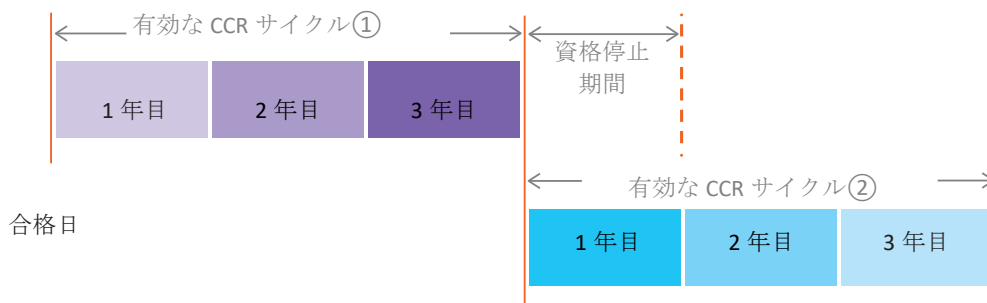 有効な CCR サイクル①
資格停止
期間
1 年目
2 年目
3 年目
有効な CCR サイクル②
合格日
1 年目
2 年目
3 年目